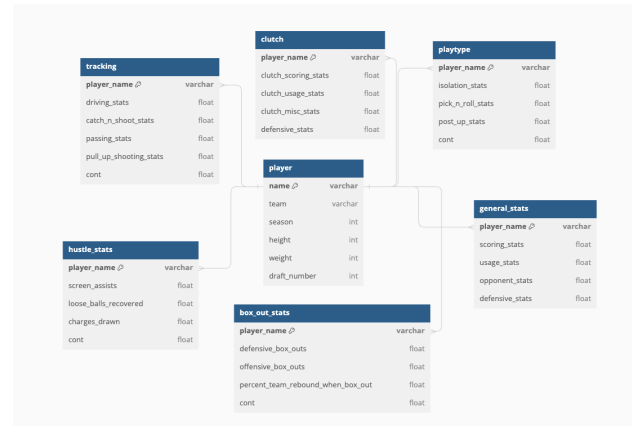 clutch
player_name varchar
clutch_scoring_stats float
clutch_usage_stats float
clutch_misc_stats float
defensive_stats float
playtype
player_name varchar
isolation_stats float
pick_n_roll_stats float
post_up_stats float
cont float
tracking
player_name varchar
driving_stats float
catch_n_shoot_stats float
passing_stats float
pull_up_shooting_stats float
cont float
player
name varchar
team varchar
season int
height int
weight int
draft_number int
general_stats
player_name varchar
scoring_stats float
usage_stats float
opponent_stats float
defensive_stats float
hustle_stats
player_name varchar
screen_assists float
loose_balls_recovered float
charges_drawn float
cont float
box_out_stats
player_name varchar
defensive_box_outs float
offensive_box_outs float
percent_team_rebound_when_box_out float
cont float